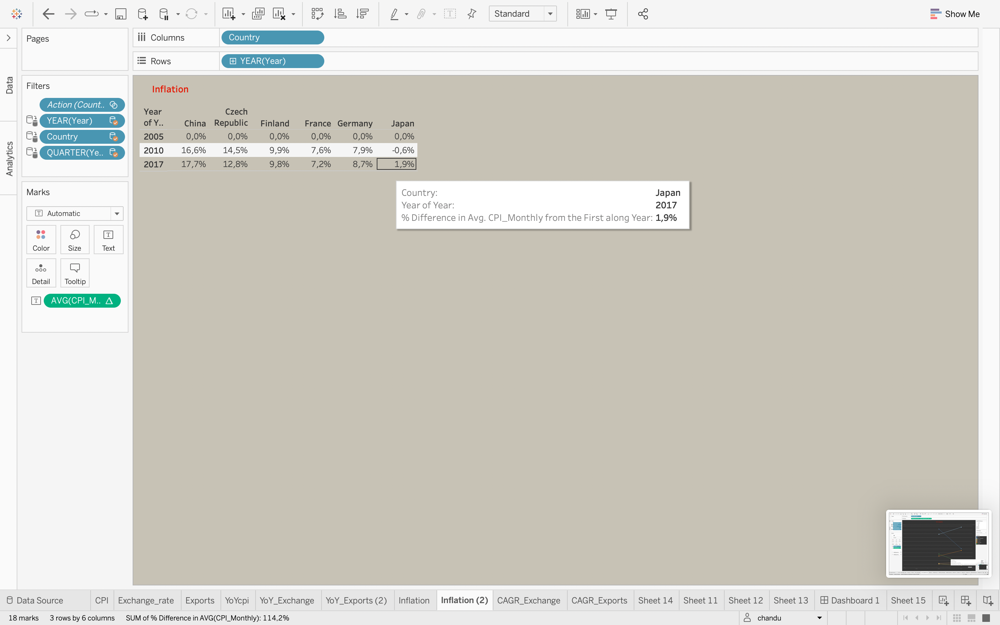 Standard
Show Me
Pages
Columns
Country
Rows
YEAR(Year)
Data
Analytics
Filters
Action (Count..
YEAR(Year)
Country
QUARTER(Ye..
Marks
Automatic
Color
Size
Text
Detail
Tooltip
AVG(CPI_M..
Inflation
Year of Y.. China Czech Republic Finland France Germany Japan
2005 0,0% 0,0% 0,0% 0,0% 0,0% 0,0%
2010 16,6% 14,5% 9,9% 7,6% 7,9% -0,6%
2017 17,7% 12,8% 9,8% 7,2% 8,7% 1,9%
Country: Japan
Year of Year: 2017
% Difference in Avg. CPI_Monthly from the First along Year: 1,9%
Data Source CPI Exchange_rate Exports YoYcpi YoY_Exchange YoY_Exports (2) Inflation Inflation (2) CAGR_Exchange CAGR_Exports Sheet 14 Sheet 11 Sheet 12 Sheet 13 Dashboard 1 Sheet 15
18 marks 3 rows by 6 columns SUM of % Difference in AVG(CPI_Monthly): 114,2% chandu